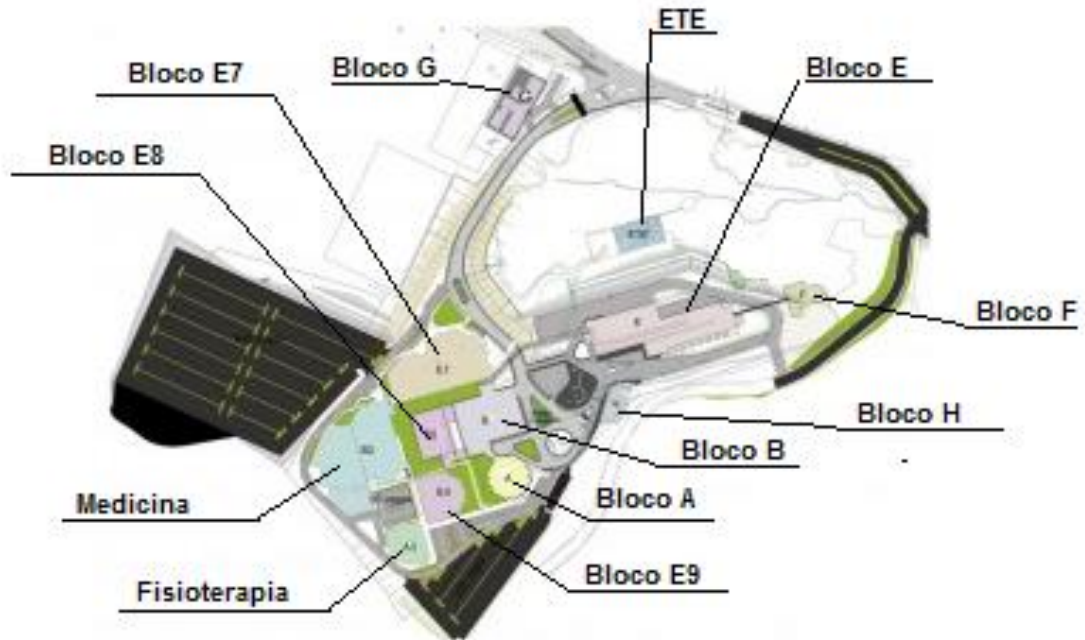 ETE
Bloco G
Bloco E
Bloco E7
Bloco E8
Bloco F
Bloco H
Bloco B
Bloco A
Medicina
Bloco E9
Fisioterapia